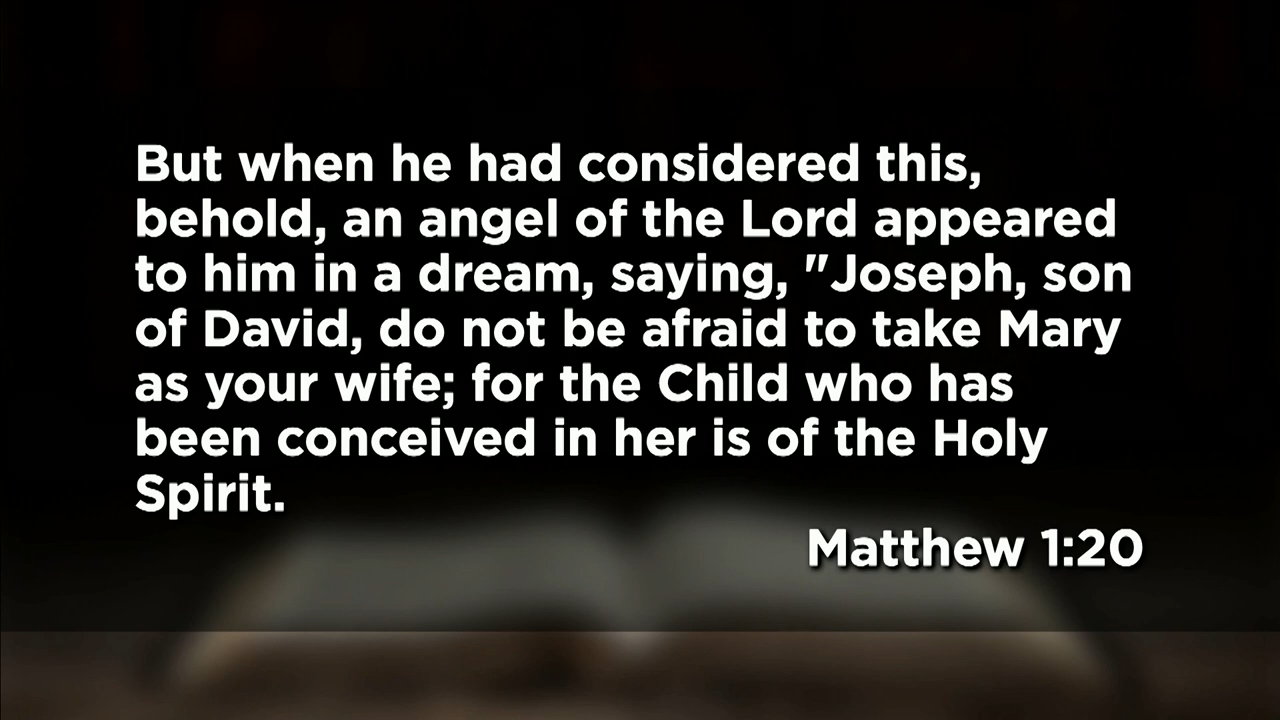 But when he had considered this,
behold, an angel of the Lord appeared
to him in a dream, saying, "Joseph, son
of David, do not be afraid to take Mary
as your wife; for the Child who has
been conceived in her is of the Holy
Spirit.
Matthew 1:20